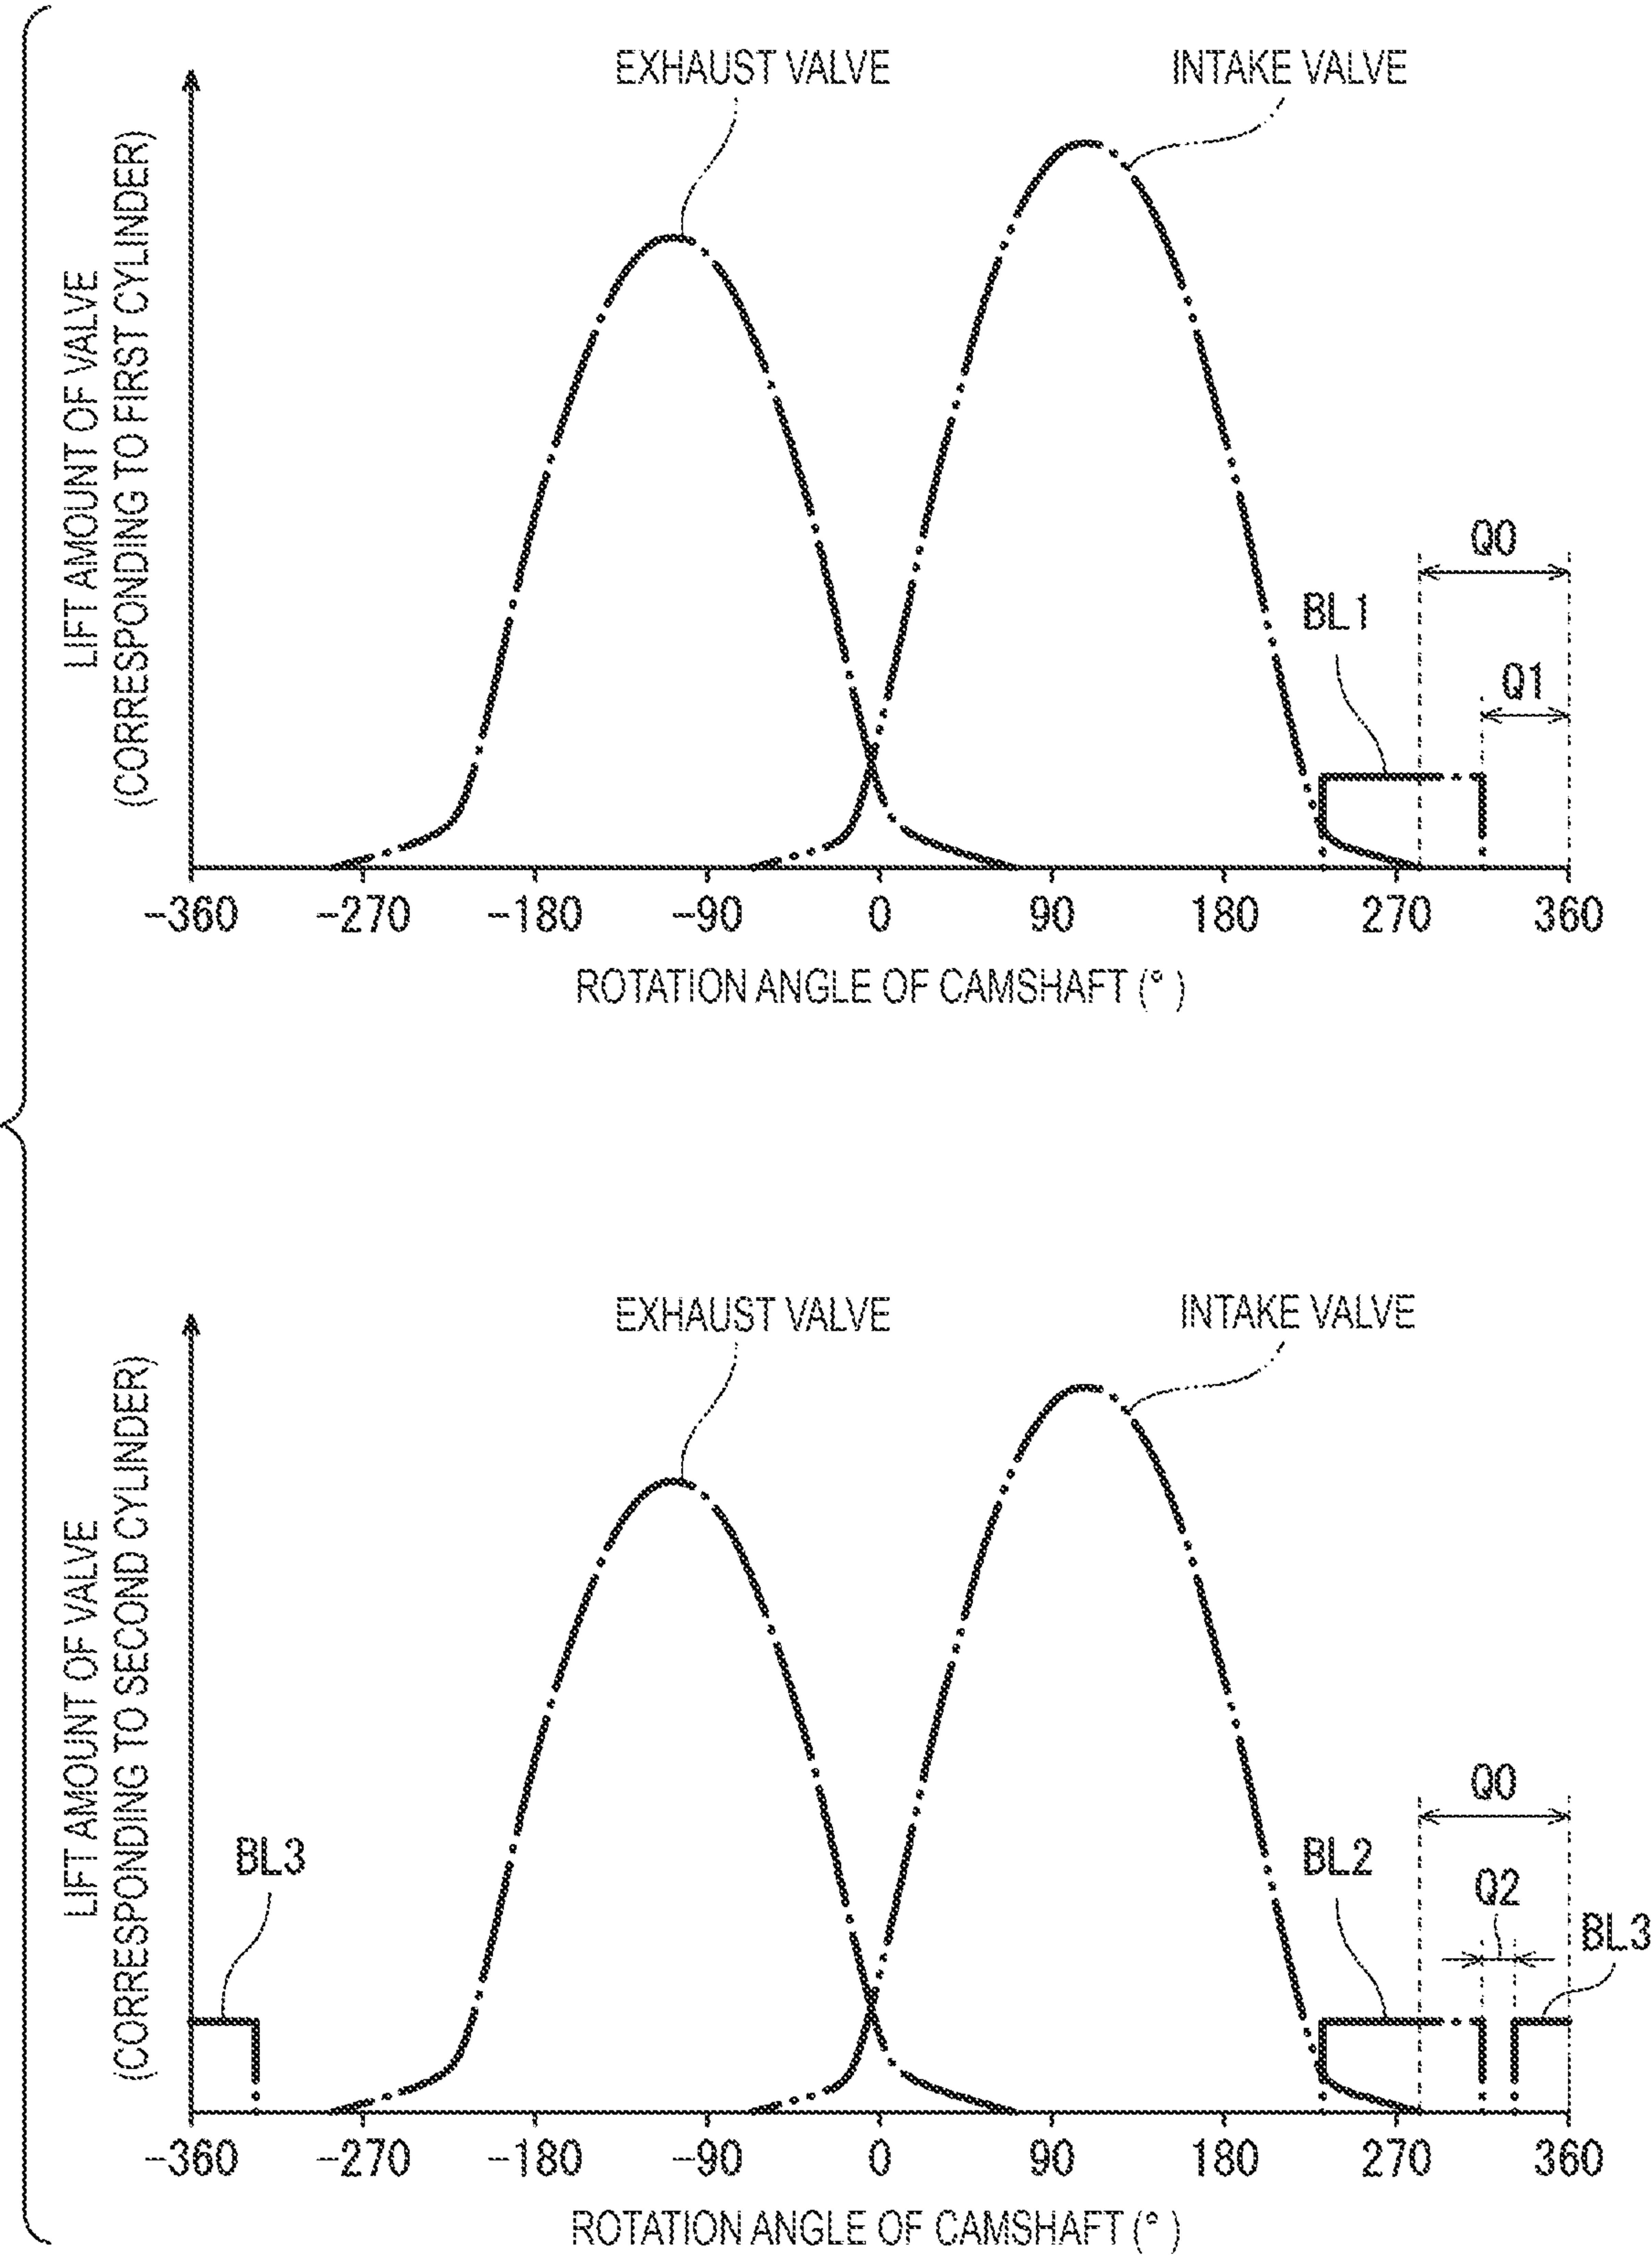 EXHAUST VALVE
INTAKE VALVE
LIFT AMOUNT OF VALVE
(CORRESPONDING TO FIRST CYLINDER)
Q0
BL1
Q1
−360
−270
−180
−90
0
90
180
270
360
ROTATION ANGLE OF CAMSHAFT (°)
EXHAUST VALVE
INTAKE VALVE
LIFT AMOUNT OF VALVE
(CORRESPONDING TO SECOND CYLINDER)
Q0
BL3
BL2
Q2
BL3
−360
−270
−180
−90
0
90
180
270
360
ROTATION ANGLE OF CAMSHAFT (°)